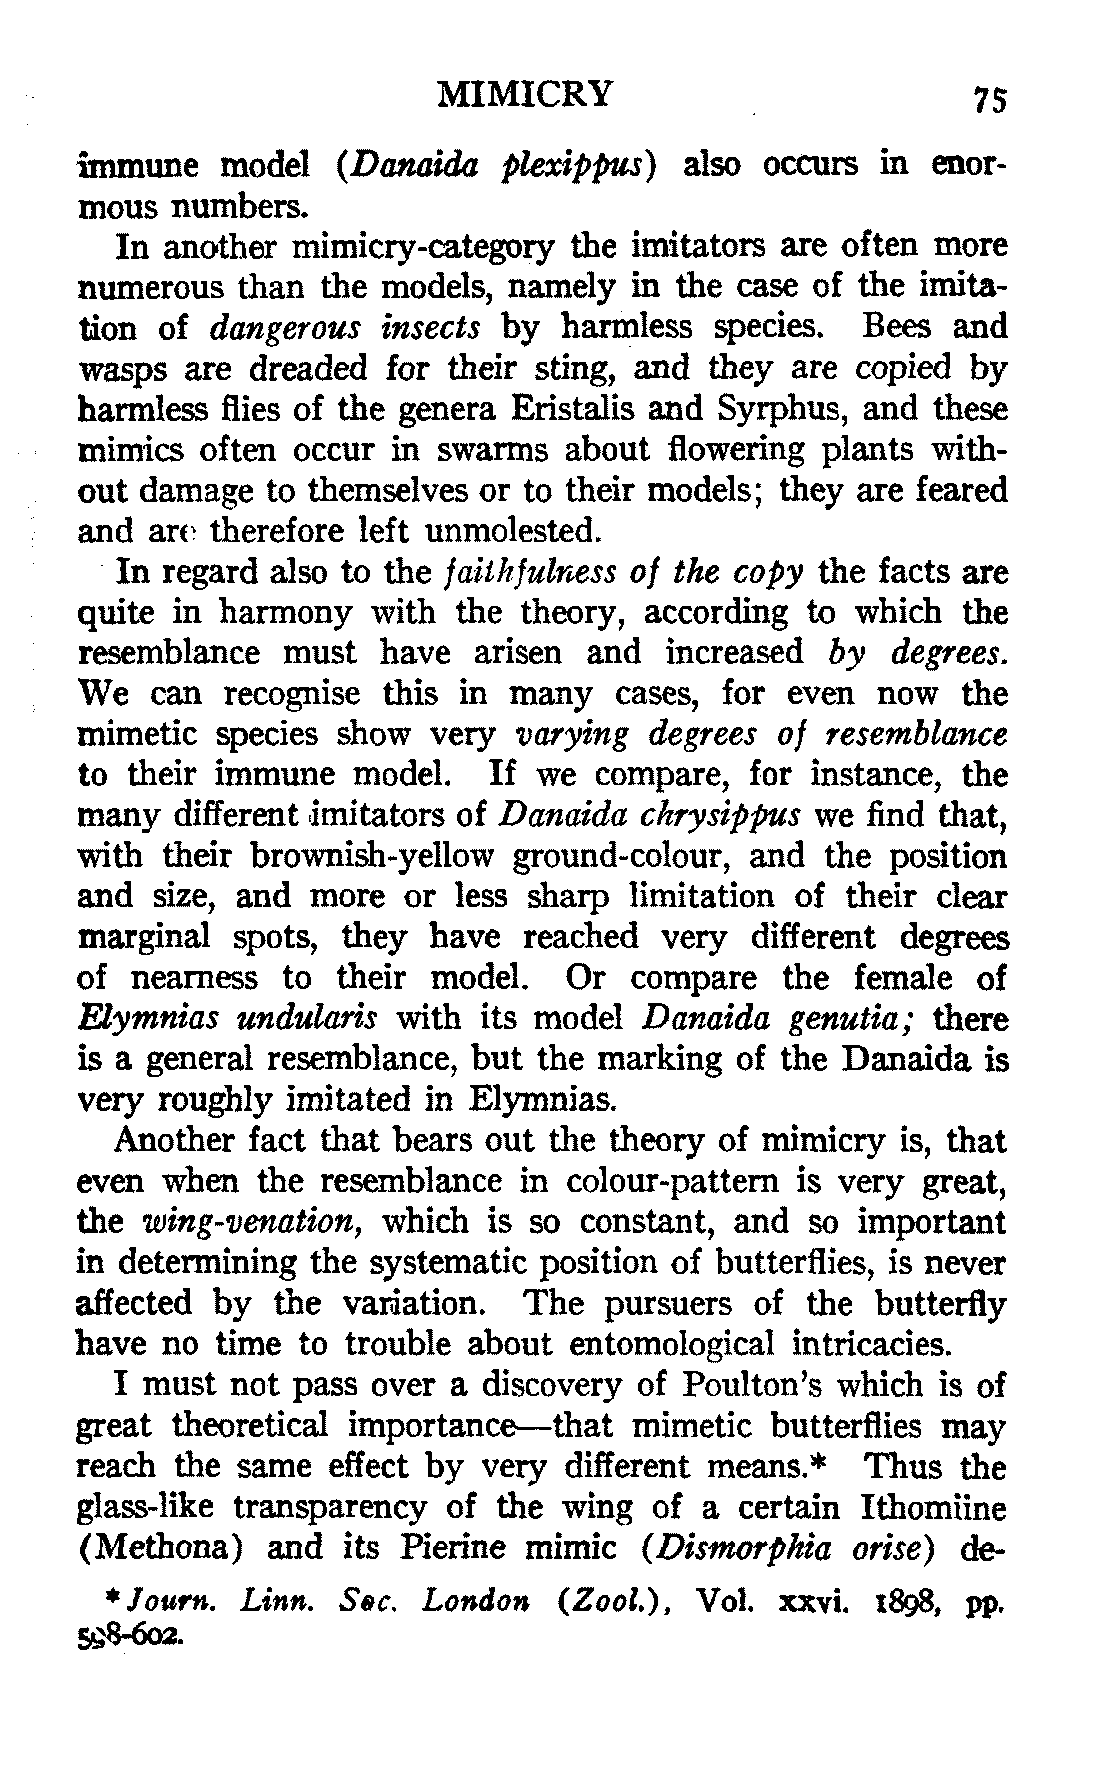 MIMICRY 75
immune model (Danaida plexippus) also occurs in enor-
mous numbers.
In another mimicry-category the imitators are often more
numerous than the models, namely in the case of the imita-
tion of dangerous insects by harmless species. Bees and
wasps are dreaded for their sting, and they are copied by
harmless flies of the genera Eristalis and Syrphus, and these
mimics often occur in swarms about flowering plants with-
out damage to themselves or to their models; they are feared
and are therefore left unmolested.
In regard also to the faithfulness of the copy the facts are
quite in harmony with the theory, according to which the
resemblance must have arisen and increased by degrees.
We can recognise this in many cases, for even now the
mimetic species show very varying degrees of resemblance
to their immune model. If we compare, for instance, the
many different imitators of Danaida chrysippus we find that,
with their brownish-yellow ground-colour, and the position
and size, and more or less sharp limitation of their clear
marginal spots, they have reached very different degrees
of nearness to their model. Or compare the female of
Elymnias undularis with its model Danaida genutia; there
is a general resemblance, but the marking of the Danaida is
very roughly imitated in Elymnias.
Another fact that bears out the theory of mimicry is, that
even when the resemblance in colour-pattern is very great,
the wing-venation, which is so constant, and so important
in determining the systematic position of butterflies, is never
affected by the variation. The pursuers of the butterfly
have no time to trouble about entomological intricacies.
I must not pass over a discovery of Poulton's which is of
great theoretical importance—that mimetic butterflies may
reach the same effect by very different means.* Thus the
glass-like transparency of the wing of a certain Ithomiine
(Methona) and its Pierine mimic (Dismorphia orise) de-
* Journ. Linn. Soc. London (Zool.), Vol. xxvi. 1898, pp.
598-602.